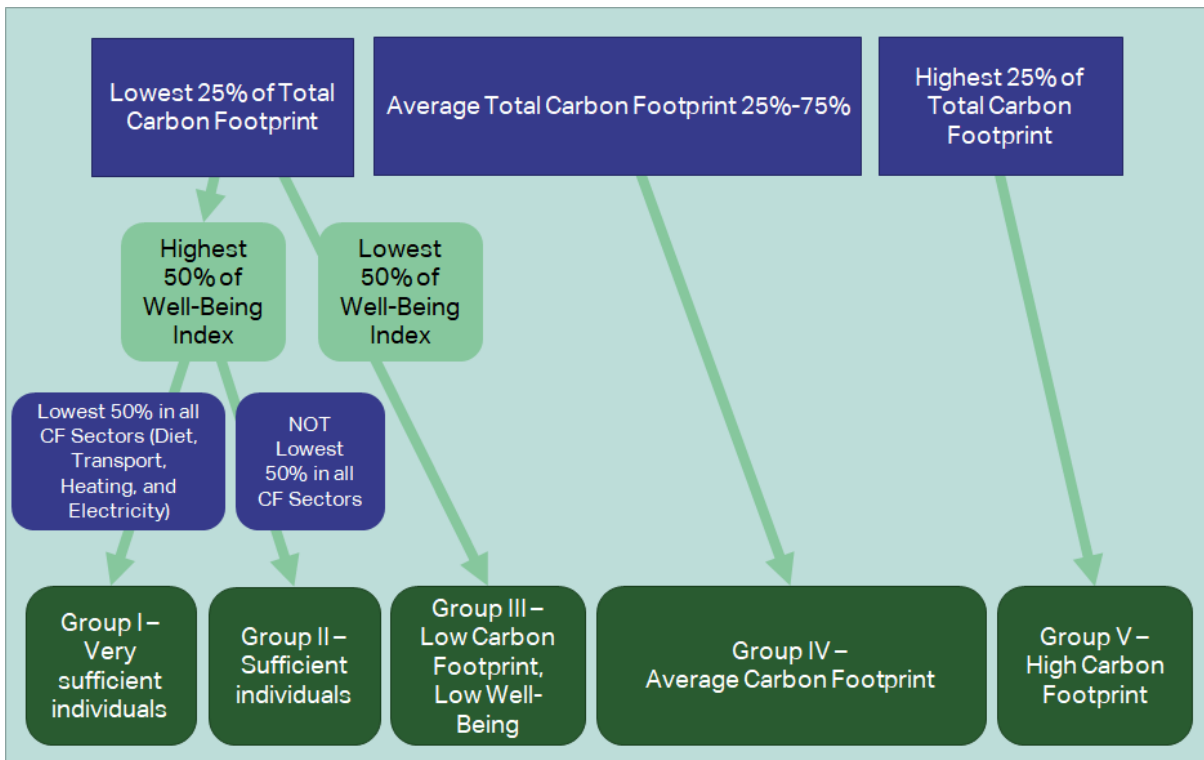 Lowest 25% of Total
Carbon Footprint
Average Total Carbon Footprint 25%-75%
Highest 25% of
Total Carbon
Footprint
Highest
50% of
Well-Being
Index
Lowest
50% of
Well-Being
Index
Lowest 50% in all
CF Sectors (Diet,
Transport,
Heating, and
Electricity)
NOT
Lowest
50% in all
CF Sectors
Group I –
Very
sufficient
individuals
Group II –
Sufficient
individuals
Group III –
Low Carbon
Footprint,
Low Well-
Being
Group IV –
Average Carbon Footprint
Group V –
High Carbon
Footprint